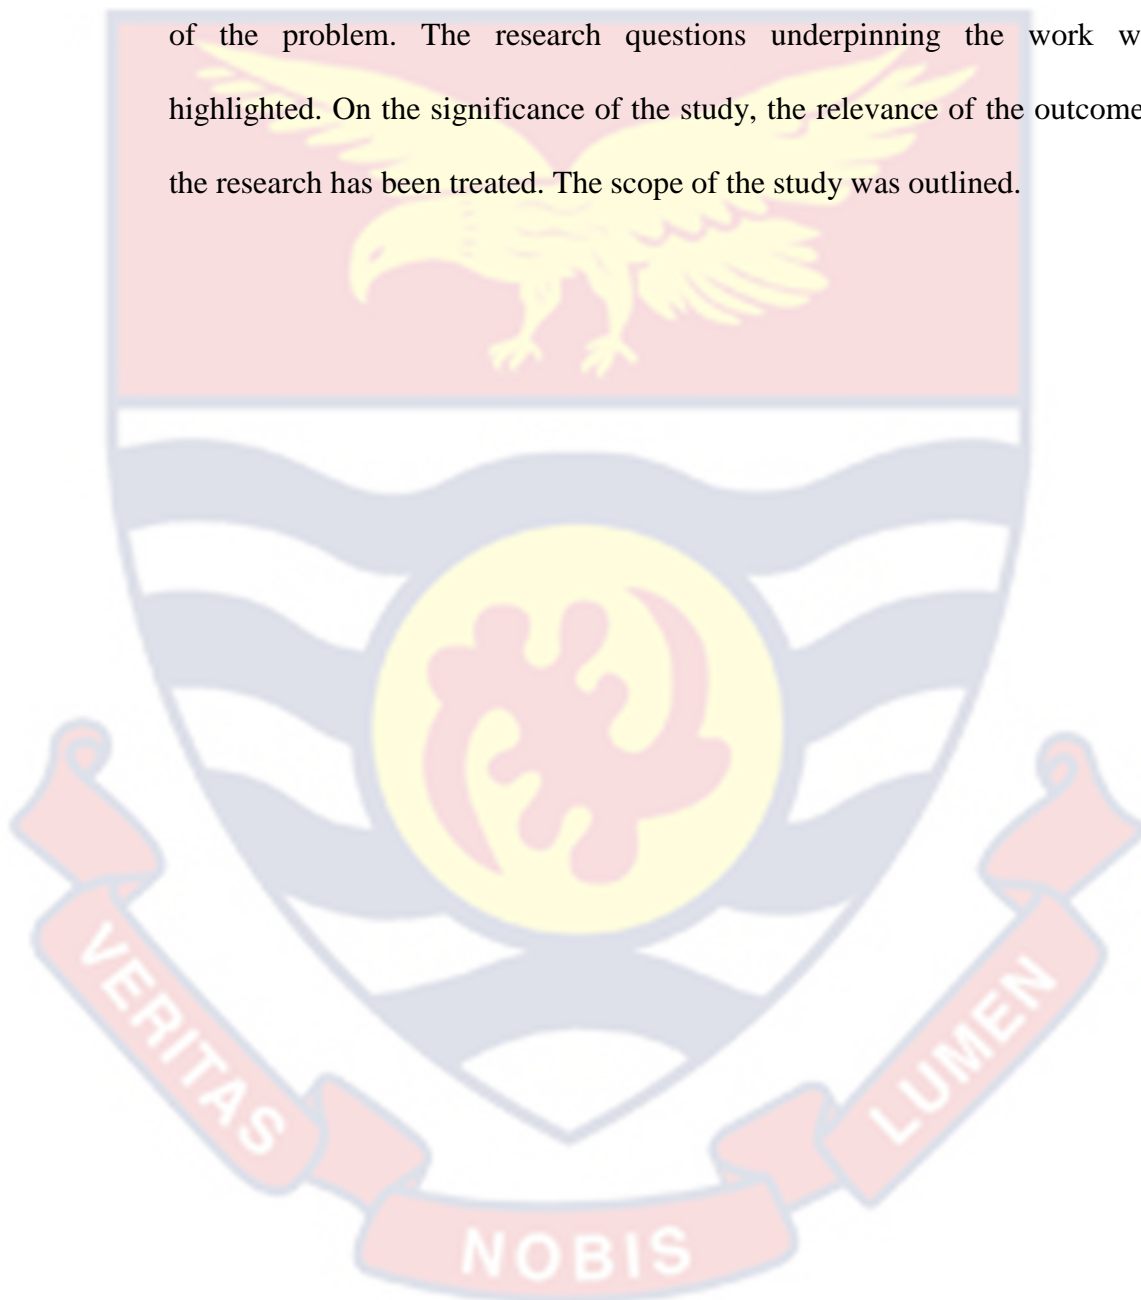 of the problem. The research questions underpinning the work w
highlighted. On the significance of the study, the relevance of the outcome
the research has been treated. The scope of the study was outlined.
VERITAS
NOBIS
LUMEN